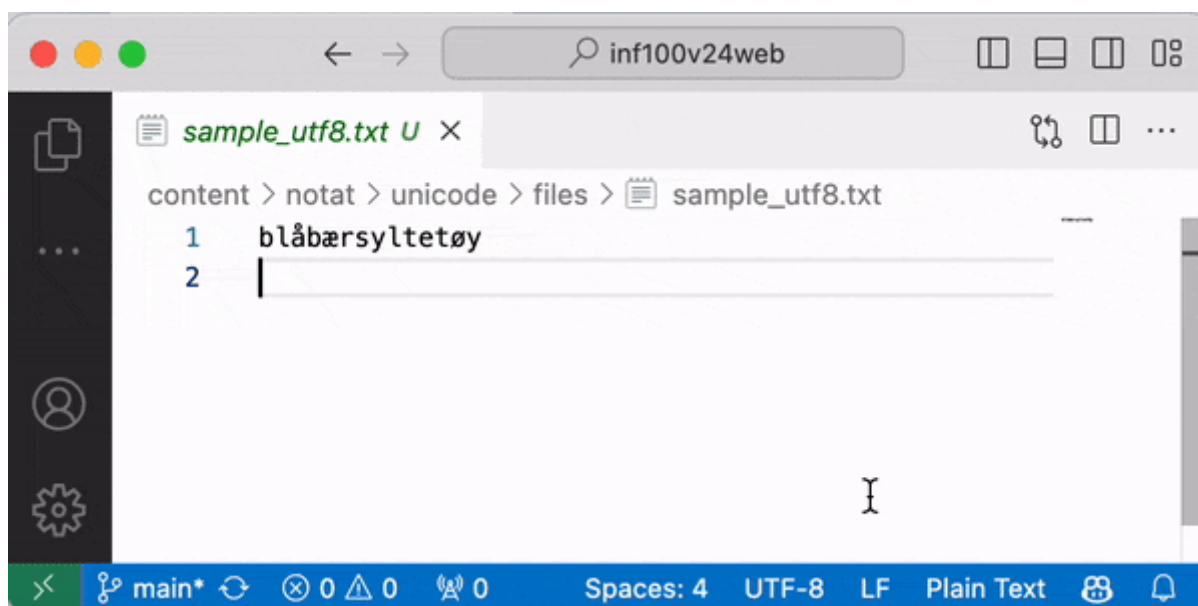 inf100v24web
sample_utf8.txt U
content > notat > unicode > files > sample_utf8.txt
1 blåbærsyltetøy
2
main* 0 0 0 Spaces: 4 UTF-8 LF Plain Text